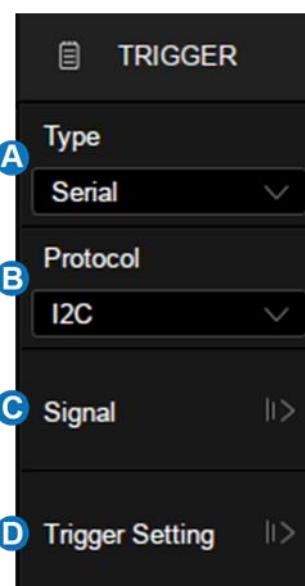 TRIGGER
A
Type
Serial
B
Protocol
I2C
C
Signal
D
Trigger Setting